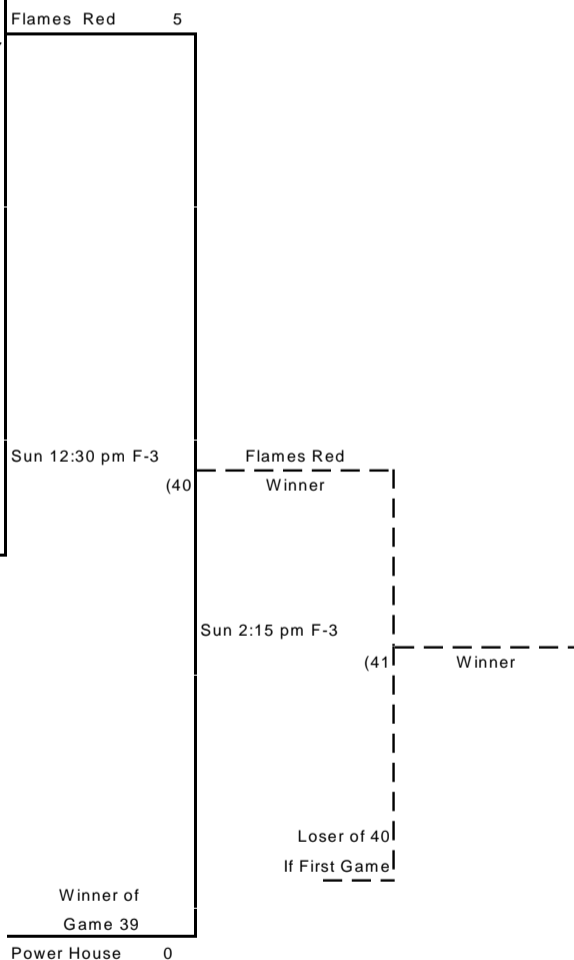 Flames Red 5
Sun 12:30 pm F-3
Flames Red
(40
Winner
Sun 2:15 pm F-3
(41
Winner
Loser of 40
If First Game
Winner of
Game 39
Power House 0